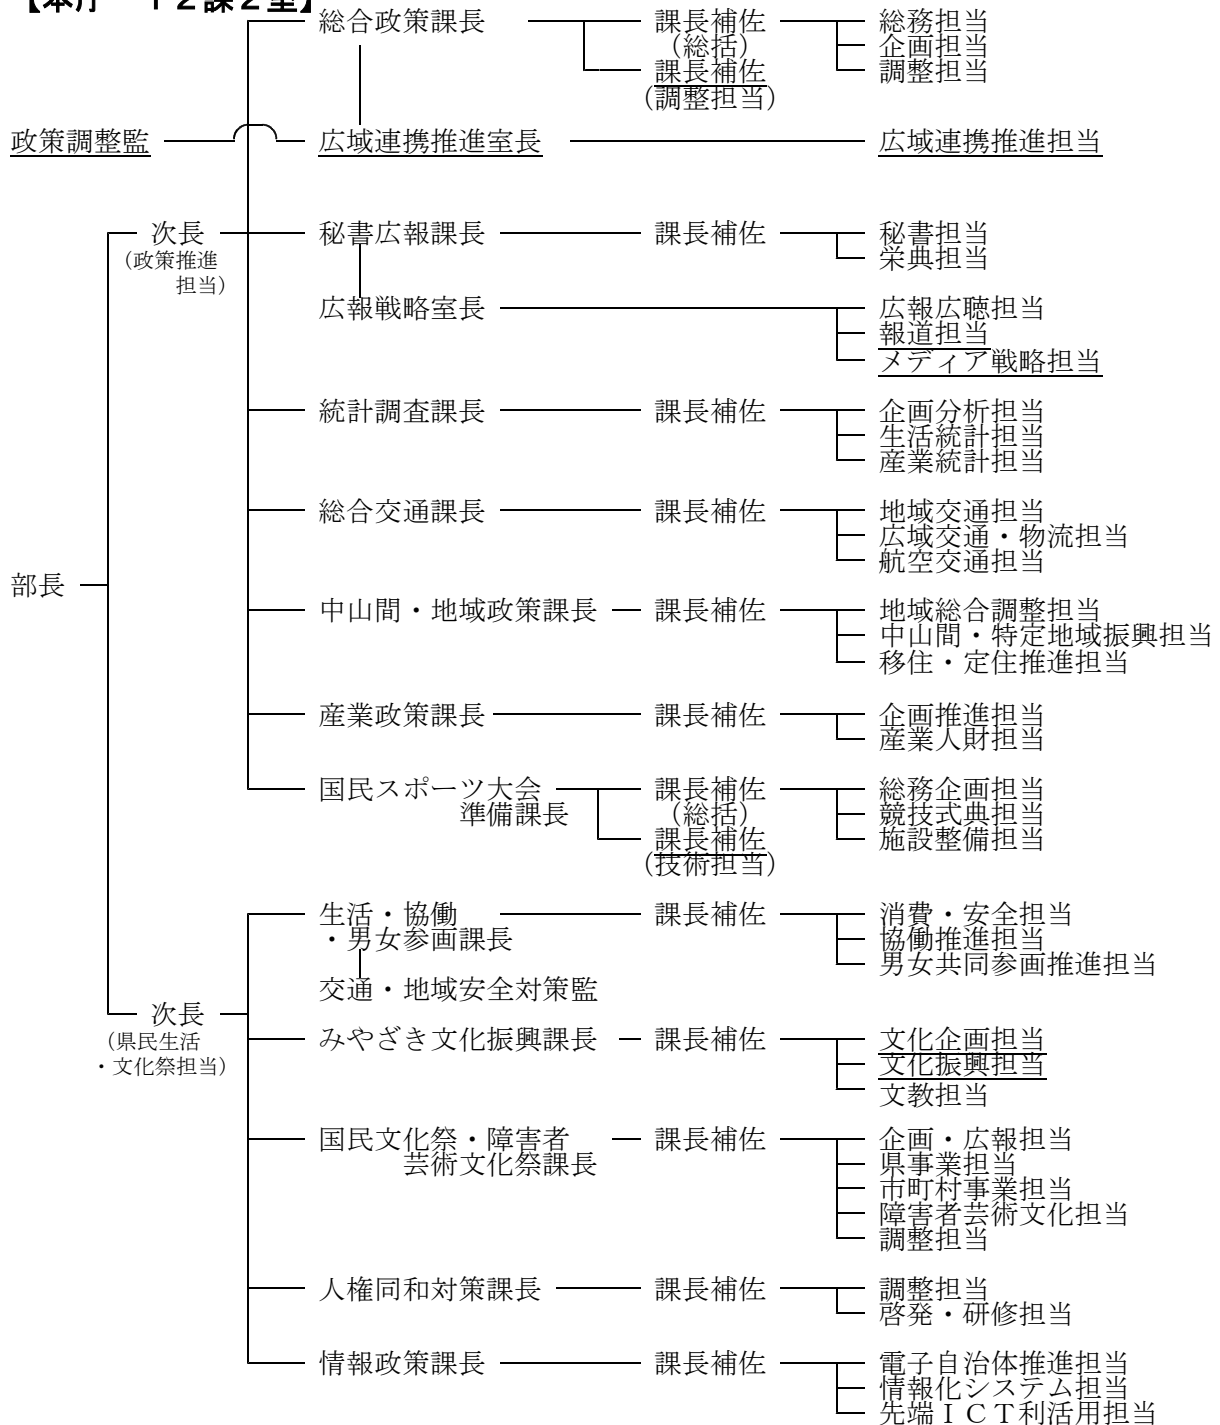 【本庁　１２課２室】
総合政策課長　課長補佐　総務担当
（総括）　企画担当
課長補佐　調整担当
（調整担当）
政策調整監　広域連携推進室長　広域連携推進担当
次長　秘書広報課長　課長補佐　秘書担当
（政策推進　栄典担当
担当）
広報戦略室長　広報広聴担当
報道担当
メディア戦略担当
統計調査課長　課長補佐　企画分析担当
生活統計担当
産業統計担当
総合交通課長　課長補佐　地域交通担当
広域交通・物流担当
航空交通担当
部長
中山間・地域政策課長　課長補佐　地域総合調整担当
中山間・特定地域振興担当
移住・定住推進担当
産業政策課長　課長補佐　企画推進担当
産業人財担当
国民スポーツ大会　課長補佐　総務企画担当
準備課長　（総括）　競技式典担当
課長補佐　施設整備担当
（技術担当）
生活・協働　課長補佐　消費・安全担当
・男女参画課長　協働推進担当
男女共同参画推進担当
交通・地域安全対策監
次長
（県民生活　みやざき文化振興課長　課長補佐　文化企画担当
・文化祭担当）　文化振興担当
文教担当
国民文化祭・障害者　課長補佐　企画・広報担当
芸術文化祭課長　県事業担当
市町村事業担当
障害者芸術文化担当
調整担当
人権同和対策課長　課長補佐　調整担当
啓発・研修担当
情報政策課長　課長補佐　電子自治体推進担当
情報化システム担当
先端ＩＣＴ利活用担当